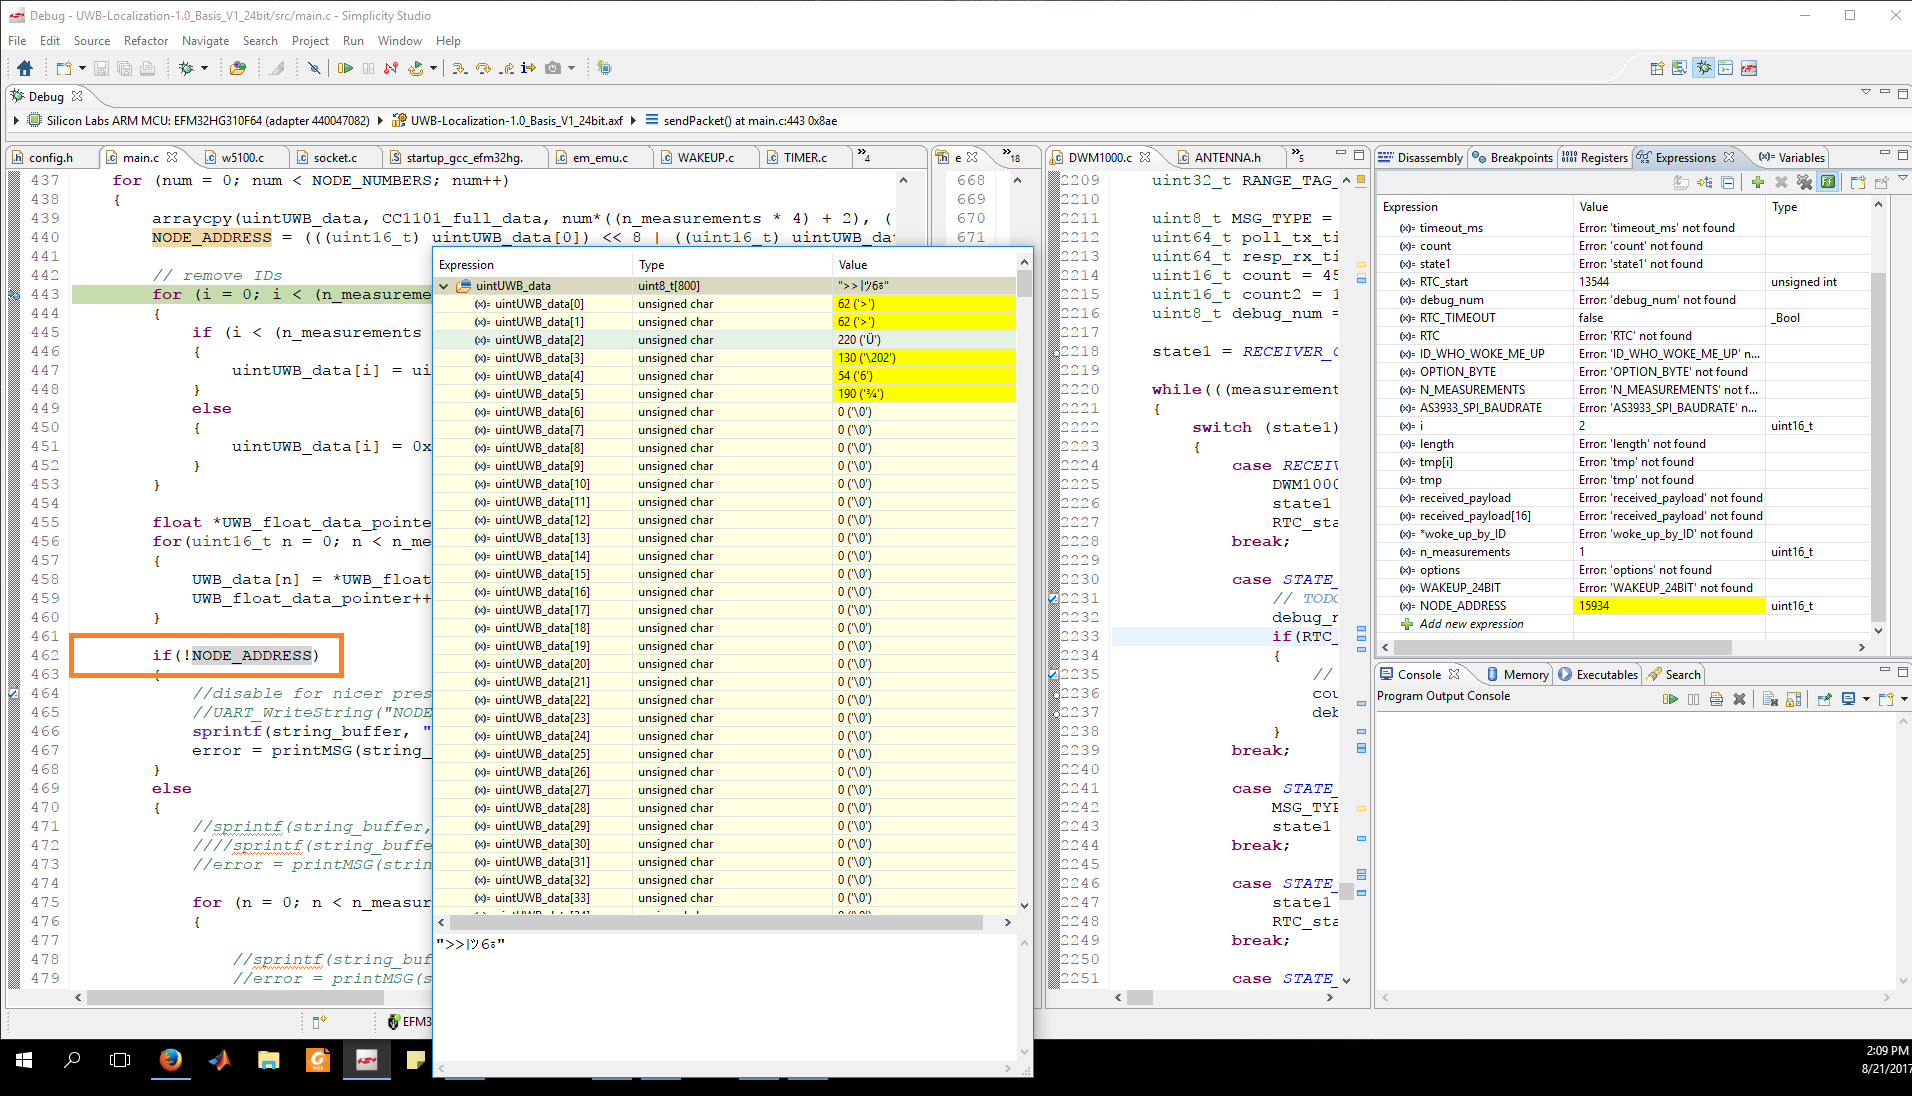 Debug - UWB-Localization-1.0_Basis_V1_24bit/src/main.c - Simplicity Studio
File Edit Source Refactor Navigate Search Project Run Window Help
Debug
Silicon Labs ARM MCU: EFM32HG310F64 (adapter 440047082) UWB-Localization-1.0_Basis_V1_24bit.axf sendPacket() at main.c:443 0x8ae
config.h main.c w5100.c socket.c startup_gcc_efm32hg. em_emu.c WAKEUP.c TIMER.c »4
437 for (num = 0; num < NODE_NUMBERS; num++)
438 {
439 arraycpy(uintUWB_data, CC1101_full_data, num*((n_measurements * 4) + 2), (
440 NODE_ADDRESS = (((uint16_t) uintUWB_data[0]) << 8 | ((uint16_t) uintUWB_dat
441
442 // remove IDs
443 for (i = 0; i < (n_measureme
444 {
445 if (i < (n_measurements
446 {
447 uintUWB_data[i] = ui
448 }
449 else
450 {
451 uintUWB_data[i] = 0x
452 }
453 }
454
455 float *UWB_float_data_pointe
456 for(uint16_t n = 0; n < n_me
457 {
458 UWB_data[n] = *UWB_float
459 UWB_float_data_pointer++
460 }
461
462 if(!NODE_ADDRESS)
463 {
464 //disable for nicer pres
465 //UART_WriteString("NODE
466 sprintf(string_buffer, "
467 error = printMSG(string_
468 }
469 else
470 {
471 //sprintf(string_buffer,
472 ////sprintf(string_buffe
473 //error = printMSG(strin
474
475 for (n = 0; n < n_measur
476 {
477
478 //sprintf(string_buf
479 //error = printMSG(s
EFM3
Expression Type Value
uintUWB_data uint8_t[800] ">>|ツ6ｮ"
(x)= uintUWB_data[0] unsigned char 62 ('>')
(x)= uintUWB_data[1] unsigned char 62 ('>')
(x)= uintUWB_data[2] unsigned char 220 ('Ü')
(x)= uintUWB_data[3] unsigned char 130 ('\202')
(x)= uintUWB_data[4] unsigned char 54 ('6')
(x)= uintUWB_data[5] unsigned char 190 ('¾')
(x)= uintUWB_data[6] unsigned char 0 ('\0')
(x)= uintUWB_data[7] unsigned char 0 ('\0')
(x)= uintUWB_data[8] unsigned char 0 ('\0')
(x)= uintUWB_data[9] unsigned char 0 ('\0')
(x)= uintUWB_data[10] unsigned char 0 ('\0')
(x)= uintUWB_data[11] unsigned char 0 ('\0')
(x)= uintUWB_data[12] unsigned char 0 ('\0')
(x)= uintUWB_data[13] unsigned char 0 ('\0')
(x)= uintUWB_data[14] unsigned char 0 ('\0')
(x)= uintUWB_data[15] unsigned char 0 ('\0')
(x)= uintUWB_data[16] unsigned char 0 ('\0')
(x)= uintUWB_data[17] unsigned char 0 ('\0')
(x)= uintUWB_data[18] unsigned char 0 ('\0')
(x)= uintUWB_data[19] unsigned char 0 ('\0')
(x)= uintUWB_data[20] unsigned char 0 ('\0')
(x)= uintUWB_data[21] unsigned char 0 ('\0')
(x)= uintUWB_data[22] unsigned char 0 ('\0')
(x)= uintUWB_data[23] unsigned char 0 ('\0')
(x)= uintUWB_data[24] unsigned char 0 ('\0')
(x)= uintUWB_data[25] unsigned char 0 ('\0')
(x)= uintUWB_data[26] unsigned char 0 ('\0')
(x)= uintUWB_data[27] unsigned char 0 ('\0')
(x)= uintUWB_data[28] unsigned char 0 ('\0')
(x)= uintUWB_data[29] unsigned char 0 ('\0')
(x)= uintUWB_data[30] unsigned char 0 ('\0')
(x)= uintUWB_data[31] unsigned char 0 ('\0')
(x)= uintUWB_data[32] unsigned char 0 ('\0')
(x)= uintUWB_data[33] unsigned char 0 ('\0')
e »18
668
669
670
671
DWM1000.c ANTENNA.h »5
2209 uint32_t RANGE_TAG_
2210
2211 uint8_t MSG_TYPE =
2212 uint64_t poll_tx_ti
2213 uint64_t resp_rx_ti
2214 uint16_t count = 45
2215 uint16_t count2 = 1
2216 uint8_t debug_num =
2217
2218 state1 = RECEIVER_
2219
2220 while(((measurement
2221 {
2222 switch (state1)
2223 {
2224 case RECEIV
2225 DWM1000
2226 state1
2227 RTC_sta
2228 break;
2229
2230 case STATE_
2231 // TODO
2232 debug_n
2233 if(RTC_
2234 {
2235 //
2236 cou
2237 deb
2238 }
2239 break;
2240
2241 case STATE_
2242 MSG_TYP
2243 state1
2244 break;
2245
2246 case STATE_
2247 state1
2248 RTC_sta
2249 break;
2250
2251 case STATE_
Disassembly Breakpoints Registers Expressions Variables
Expression Value Type
(x)= timeout_ms Error: 'timeout_ms' not found
(x)= count Error: 'count' not found
(x)= state1 Error: 'state1' not found
(x)= RTC_start 13544 unsigned int
(x)= debug_num Error: 'debug_num' not found
(x)= RTC_TIMEOUT false _Bool
(x)= RTC Error: 'RTC' not found
(x)= ID_WHO_WOKE_ME_UP Error: 'ID_WHO_WOKE_ME_UP' n...
(x)= OPTION_BYTE Error: 'OPTION_BYTE' not found
(x)= N_MEASUREMENTS Error: 'N_MEASUREMENTS' not f...
(x)= AS3933_SPI_BAUDRATE Error: 'AS3933_SPI_BAUDRATE' n...
(x)= i 2 uint16_t
(x)= length Error: 'length' not found
(x)= tmp[i] Error: 'tmp' not found
(x)= tmp Error: 'tmp' not found
(x)= received_payload Error: 'received_payload' not found
(x)= received_payload[16] Error: 'received_payload' not found
(x)= *woke_up_by_ID Error: 'woke_up_by_ID' not found
(x)= n_measurements 1 uint16_t
(x)= options Error: 'options' not found
(x)= WAKEUP_24BIT Error: 'WAKEUP_24BIT' not found
(x)= NODE_ADDRESS 15934 uint16_t
Add new expression
Console Memory Executables Search
Program Output Console
2:09 PM
8/21/2017